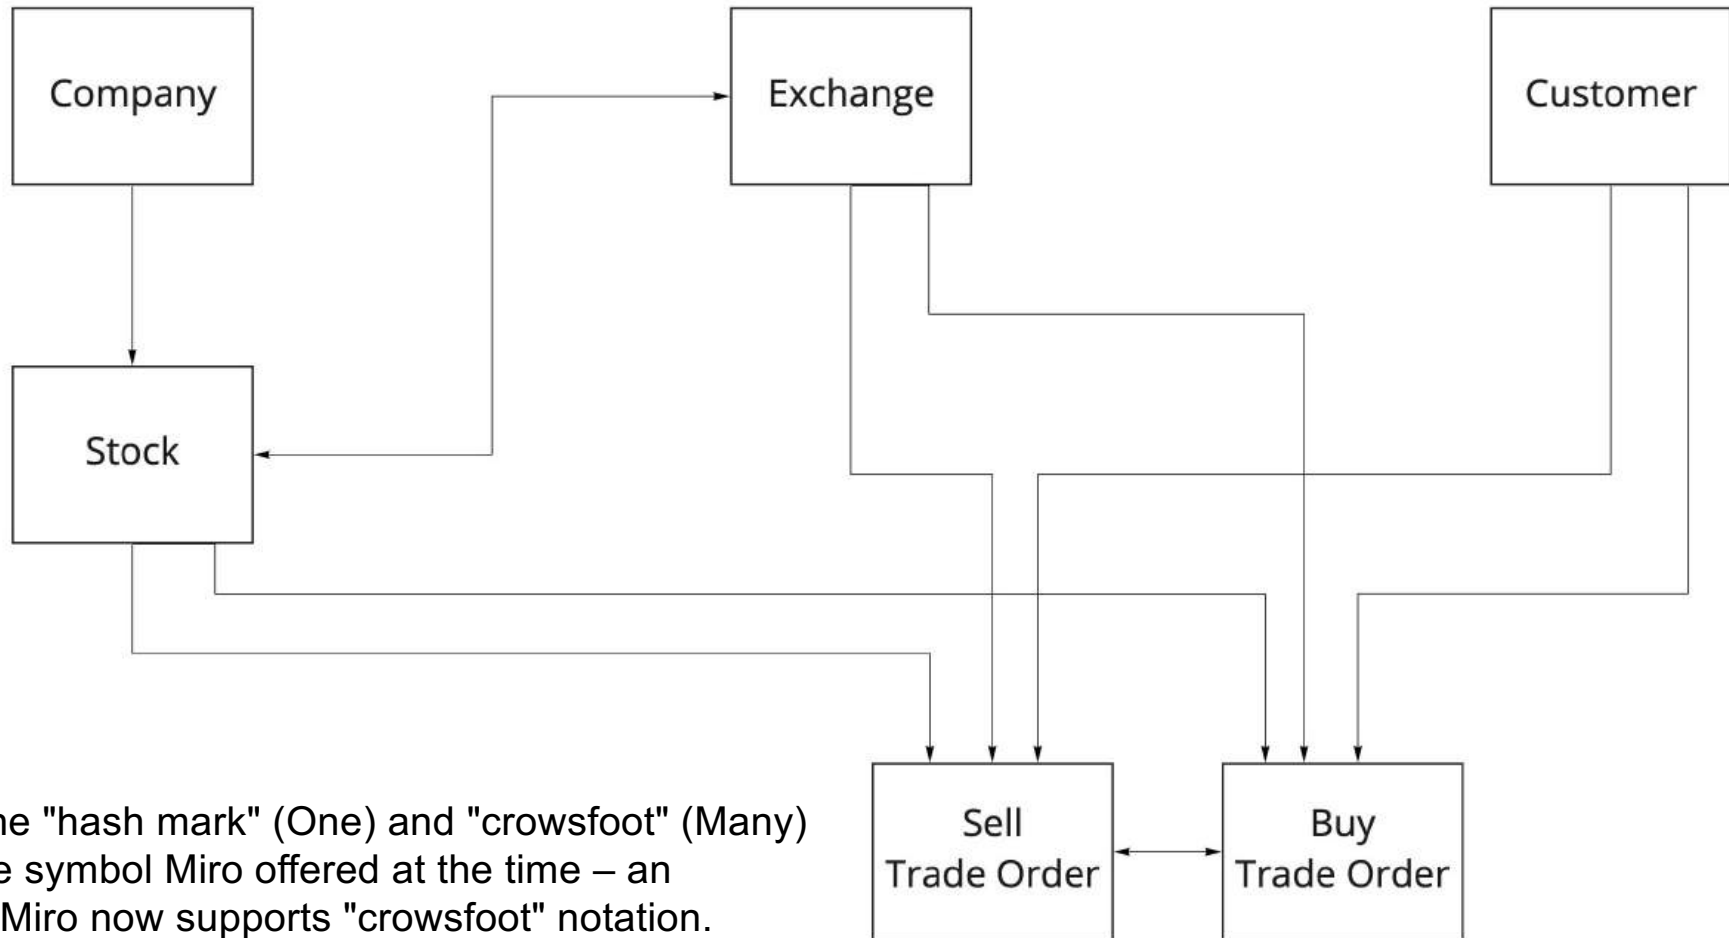 Company
Exchange
Customer
Stock
Sell
Trade Order
Buy
Trade Order
"hash mark" (One) and "crowsfoot" (Many)
symbol Miro offered at the time – an
Miro now supports "crowsfoot" notation.